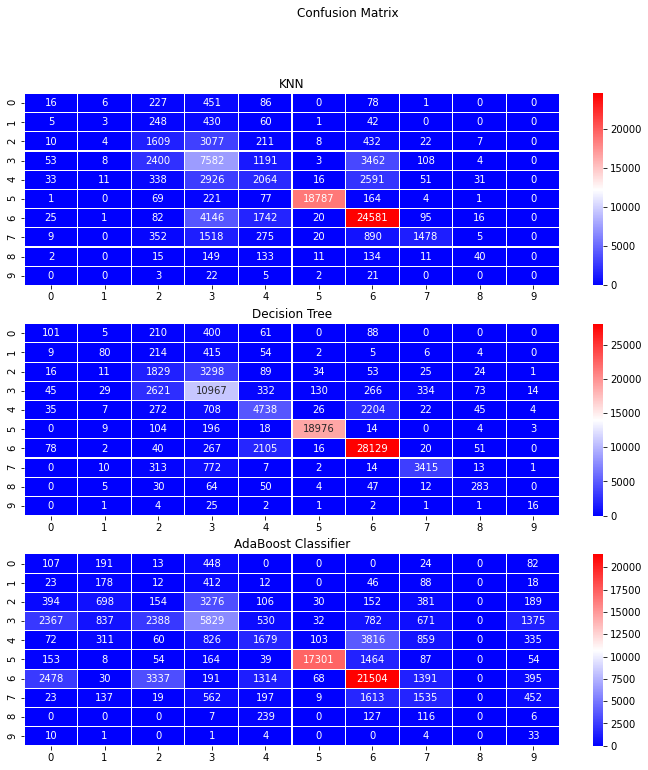 Confusion Matrix
KNN
0 16 6 227 451 86 0 78 1 0 0
1 5 3 248 430 60 1 42 0 0 0
2 10 4 1609 3077 211 8 432 22 7 0
3 53 8 2400 7582 1191 3 3462 108 4 0
4 33 11 338 2926 2064 16 2591 51 31 0
5 1 0 69 221 77 18787 164 4 1 0
6 25 1 82 4146 1742 20 24581 95 16 0
7 9 0 352 1518 275 20 890 1478 5 0
8 2 0 15 149 133 11 134 11 40 0
9 0 0 3 22 5 2 21 0 0 0
0 1 2 3 4 5 6 7 8 9
20000
15000
10000
5000
0
Decision Tree
0 101 5 210 400 61 0 88 0 0 0
1 9 80 214 415 54 2 5 6 4 0
2 16 11 1829 3298 89 34 53 25 24 1
3 45 29 2621 10967 332 130 266 334 73 14
4 35 7 272 708 4738 26 2204 22 45 4
5 0 9 104 196 18 18976 14 0 4 3
6 78 2 40 267 2105 16 28129 20 51 0
7 0 10 313 772 7 2 14 3415 13 1
8 0 5 30 64 50 4 47 12 283 0
9 0 1 4 25 2 1 2 1 1 16
0 1 2 3 4 5 6 7 8 9
25000
20000
15000
10000
5000
0
AdaBoost Classifier
0 107 191 13 448 0 0 0 24 0 82
1 23 178 12 412 12 0 46 88 0 18
2 394 698 154 3276 106 30 152 381 0 189
3 2367 837 2388 5829 530 32 782 671 0 1375
4 72 311 60 826 1679 103 3816 859 0 335
5 153 8 54 164 39 17301 1464 87 0 54
6 2478 30 3337 191 1314 68 21504 1391 0 395
7 23 137 19 562 197 9 1613 1535 0 452
8 0 0 0 7 239 0 127 116 0 6
9 10 1 0 1 4 0 0 4 0 33
0 1 2 3 4 5 6 7 8 9
20000
17500
15000
12500
10000
7500
5000
2500
0